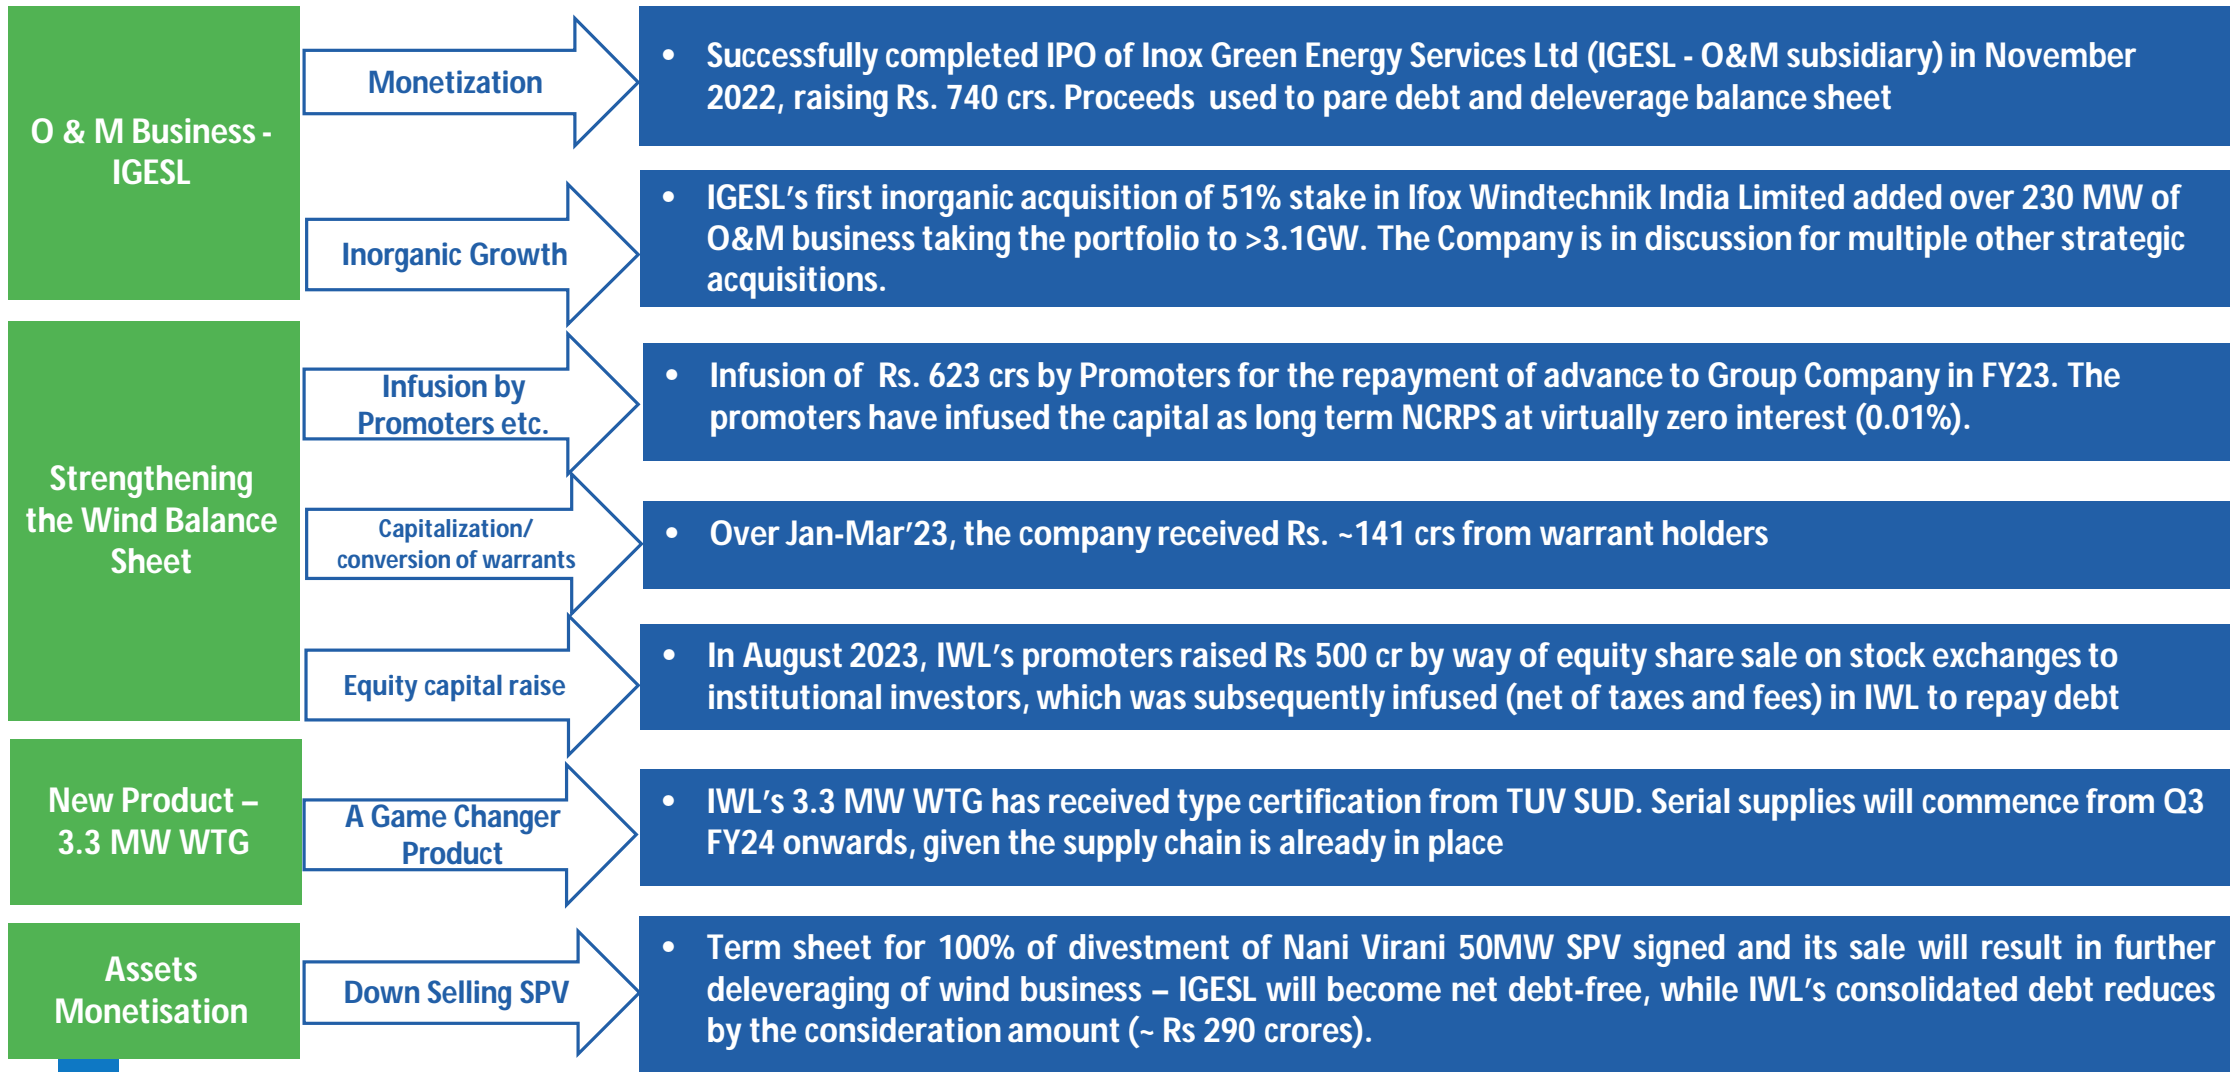 O & M Business -
IGESL
Monetization
• Successfully completed IPO of Inox Green Energy Services Ltd (IGESL - O&M subsidiary) in November
2022, raising Rs. 740 crs. Proceeds used to pare debt and deleverage balance sheet
Inorganic Growth
• IGESL’s first inorganic acquisition of 51% stake in Ifox Windtechnik India Limited added over 230 MW of
O&M business taking the portfolio to >3.1GW. The Company is in discussion for multiple other strategic
acquisitions.
Strengthening
the Wind Balance
Sheet
Infusion by
Promoters etc.
• Infusion of Rs. 623 crs by Promoters for the repayment of advance to Group Company in FY23. The
promoters have infused the capital as long term NCRPS at virtually zero interest (0.01%).
Capitalization/
conversion of warrants
• Over Jan-Mar’23, the company received Rs. ~141 crs from warrant holders
Equity capital raise
• In August 2023, IWL’s promoters raised Rs 500 cr by way of equity share sale on stock exchanges to
institutional investors, which was subsequently infused (net of taxes and fees) in IWL to repay debt
New Product –
3.3 MW WTG
A Game Changer
Product
• IWL’s 3.3 MW WTG has received type certification from TUV SUD. Serial supplies will commence from Q3
FY24 onwards, given the supply chain is already in place
Assets
Monetisation
Down Selling SPV
• Term sheet for 100% of divestment of Nani Virani 50MW SPV signed and its sale will result in further
deleveraging of wind business – IGESL will become net debt-free, while IWL’s consolidated debt reduces
by the consideration amount (~ Rs 290 crores).